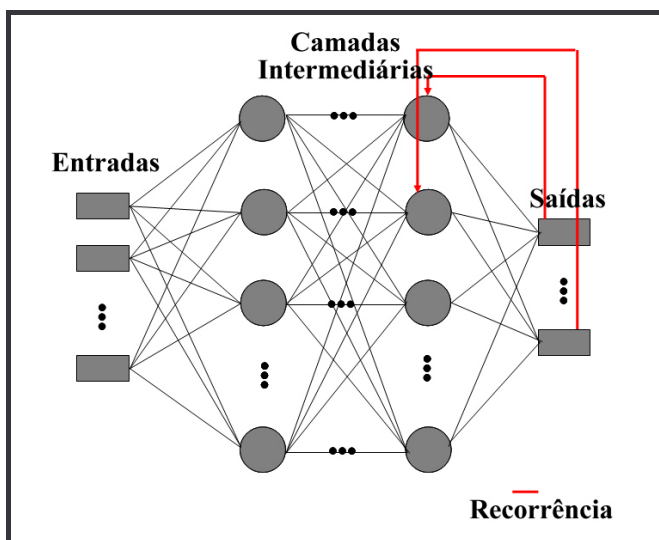 Camadas
Intermediárias
Entradas
Saídas
Recorrência